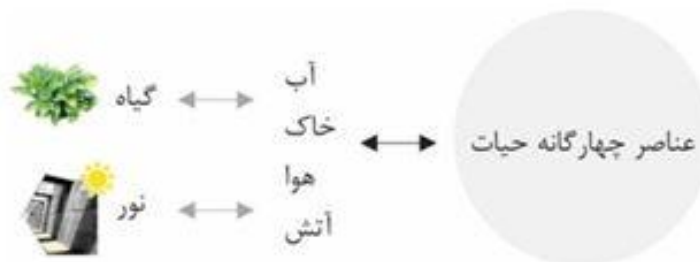 عناصر چهارگانه حیات
آب
خاک
هوا
آتش
گیاه
نور